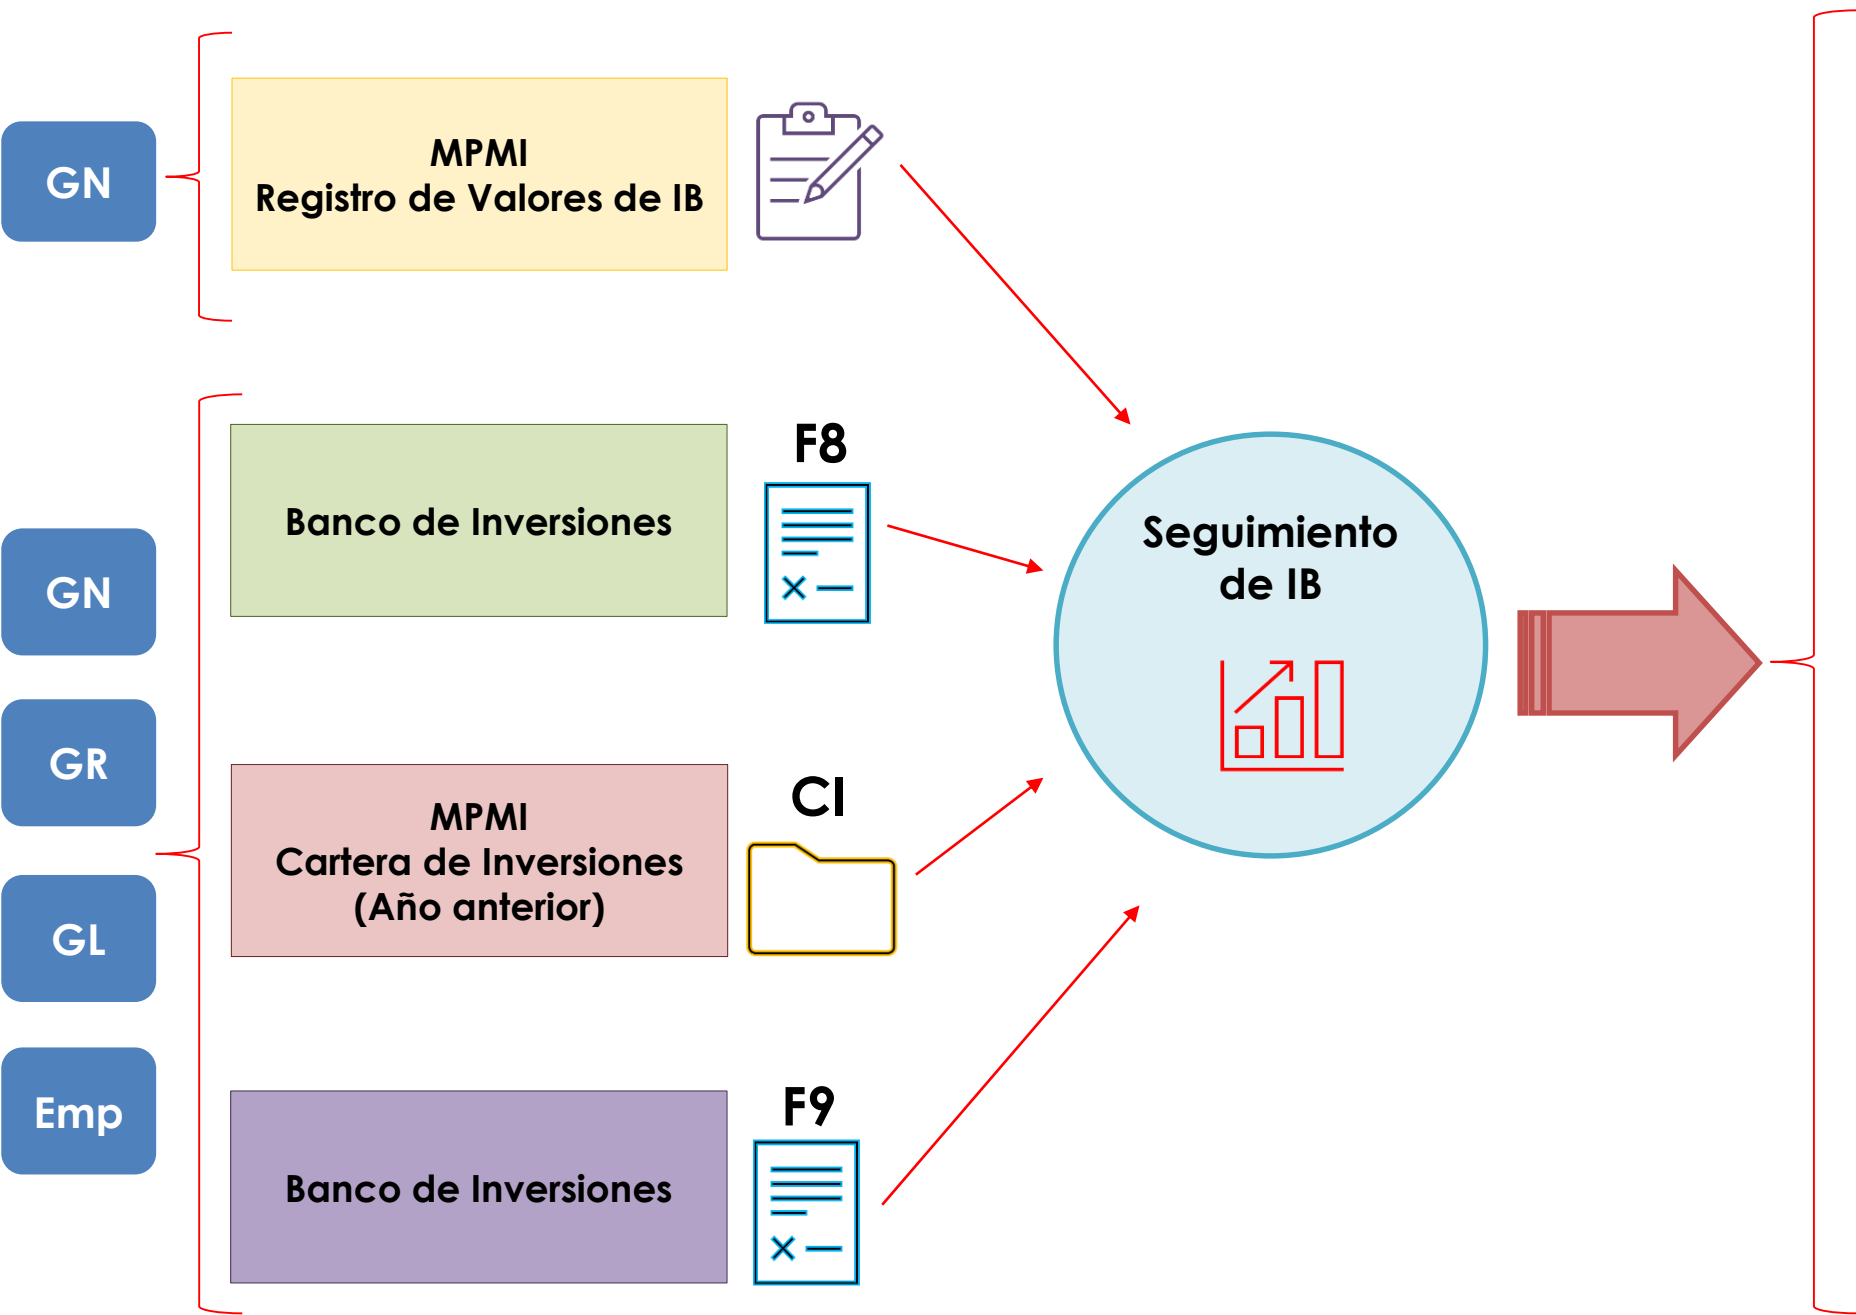 GN
MPMI
Registro de Valores de IB
GN
GR
GL
Emp
Banco de Inversiones
F8
MPMI
Cartera de Inversiones
(Año anterior)
CI
Banco de Inversiones
F9
Seguimiento
de IB